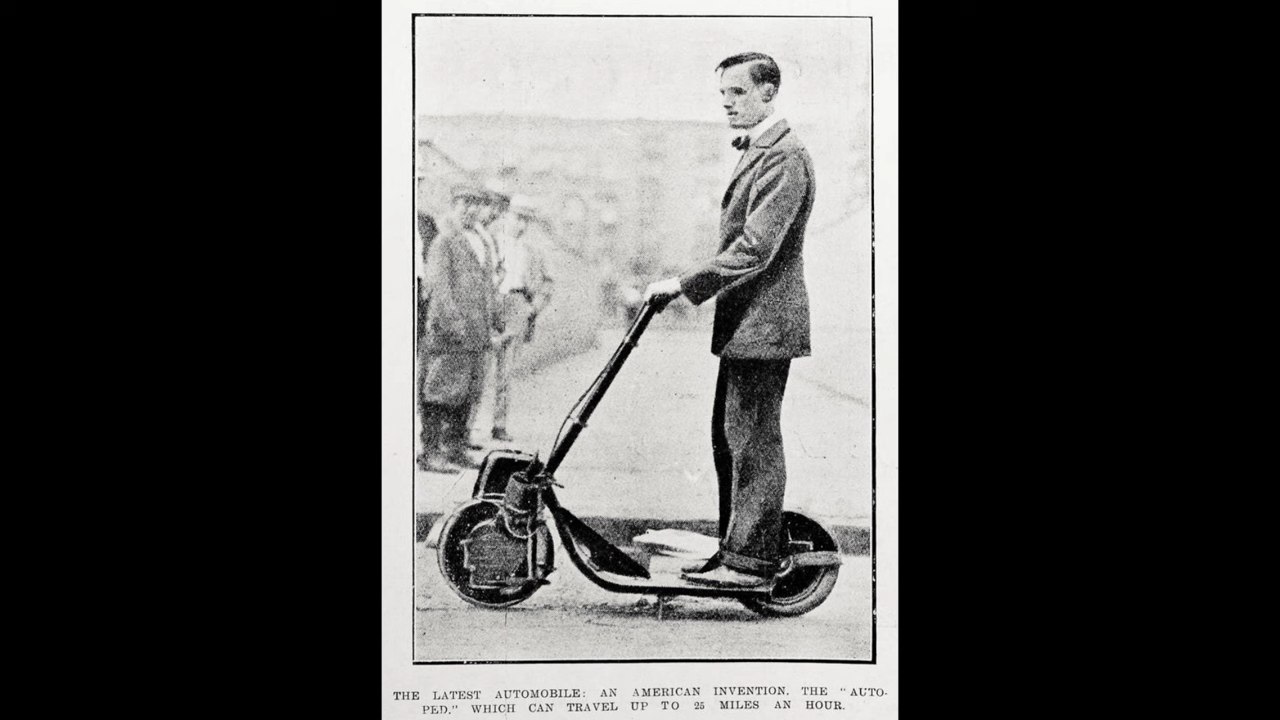 THE LATEST AUTOMOBILE: AN AMERICAN INVENTION. THE "AUTO-
PED." WHICH CAN TRAVEL UP TO 25 MILES AN HOUR.